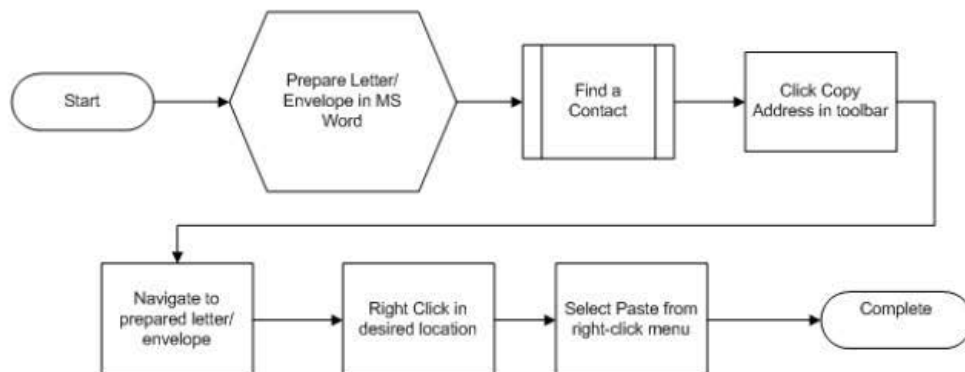 Start
Prepare Letter/
Envelope in MS
Word
Find a
Contact
Click Copy
Address in toolbar
Navigate to
prepared letter/
envelope
Right Click in
desired location
Select Paste from
right-click menu
Complete